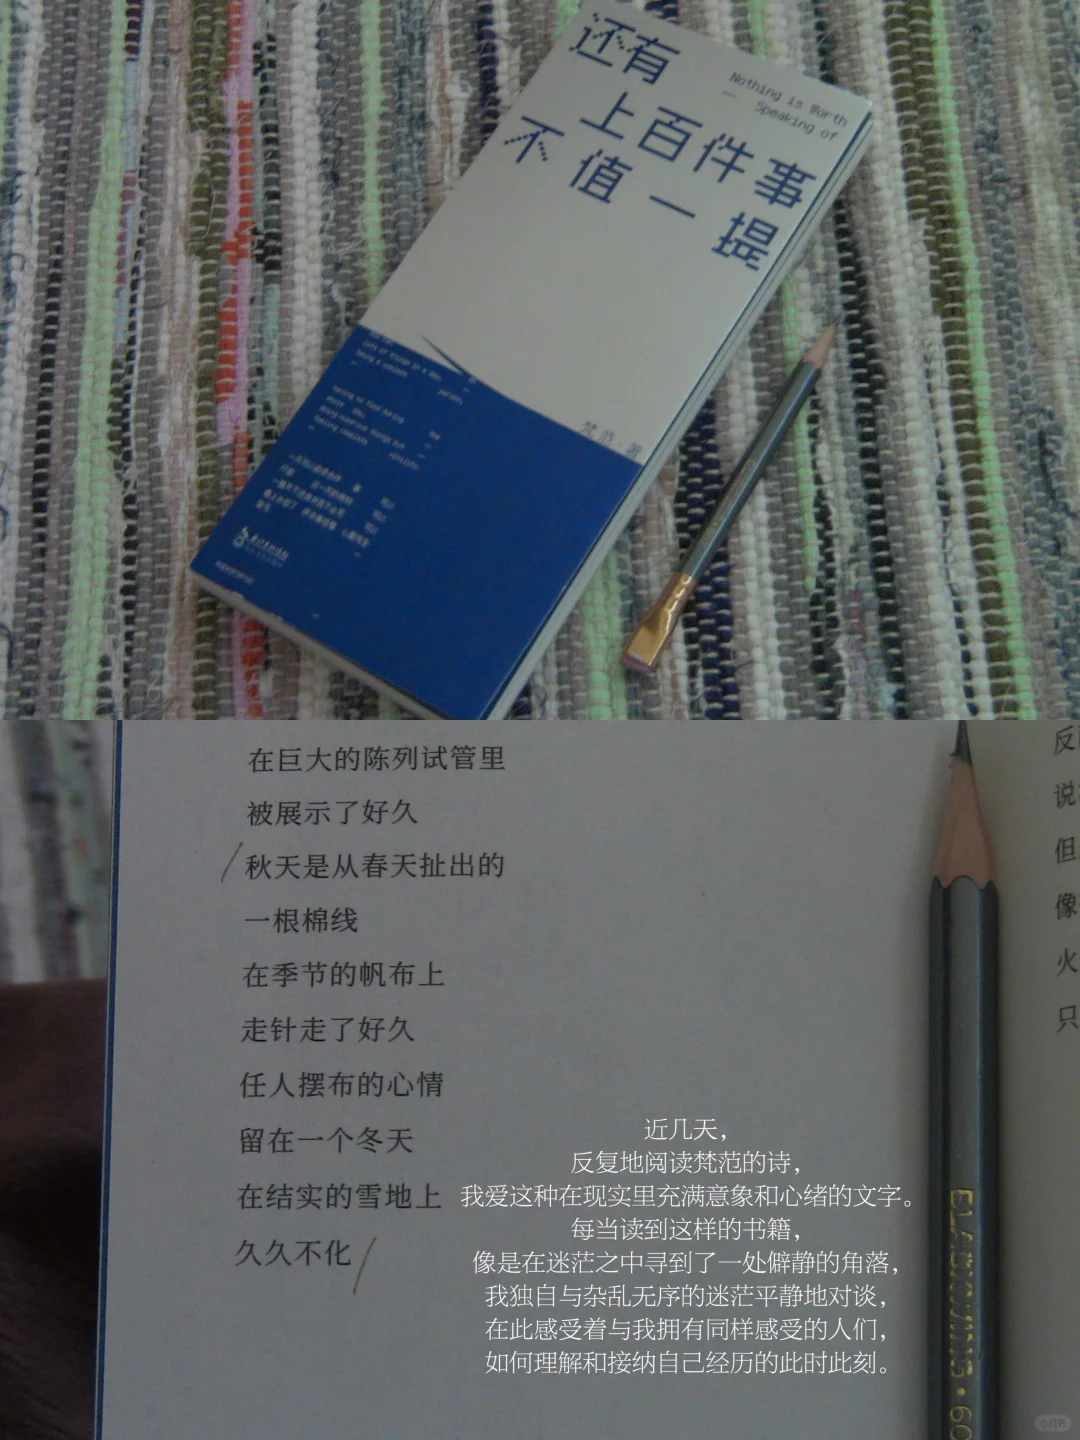 还有
上百件事
不值一提
Nothing is Worth
Speaking of
梵范·著
在巨大的陈列试管里
被展示了好久
秋天是从春天扯出的
一根棉线
在季节的帆布上
走针走了好久
任人摆布的心情
留在一个冬天
在结实的雪地上
久久不化
近几天，
反复地阅读梵范的诗，
我爱这种在现实里充满意象和心绪的文字。
每当读到这样的书籍，
像是在迷茫之中寻到了一处僻静的角落，
我独自与杂乱无序的迷茫平静地对谈，
在此感受着与我拥有同样感受的人们，
如何理解和接纳自己经历的此时此刻。
反
说
但
像
火
只
小红书